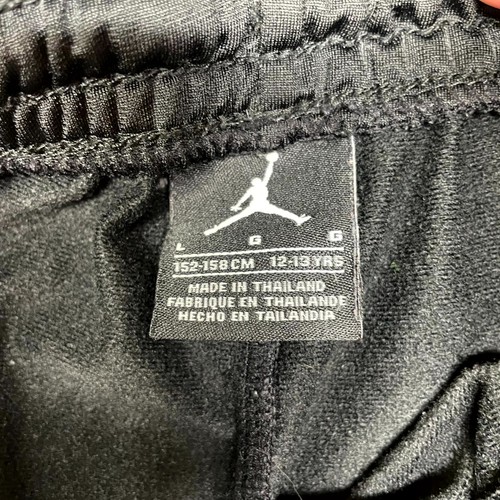 L G G
152-158CM 12-13 YRS
MADE IN THAILAND
FABRIQUE EN THAILANDE
HECHO EN TAILANDIA